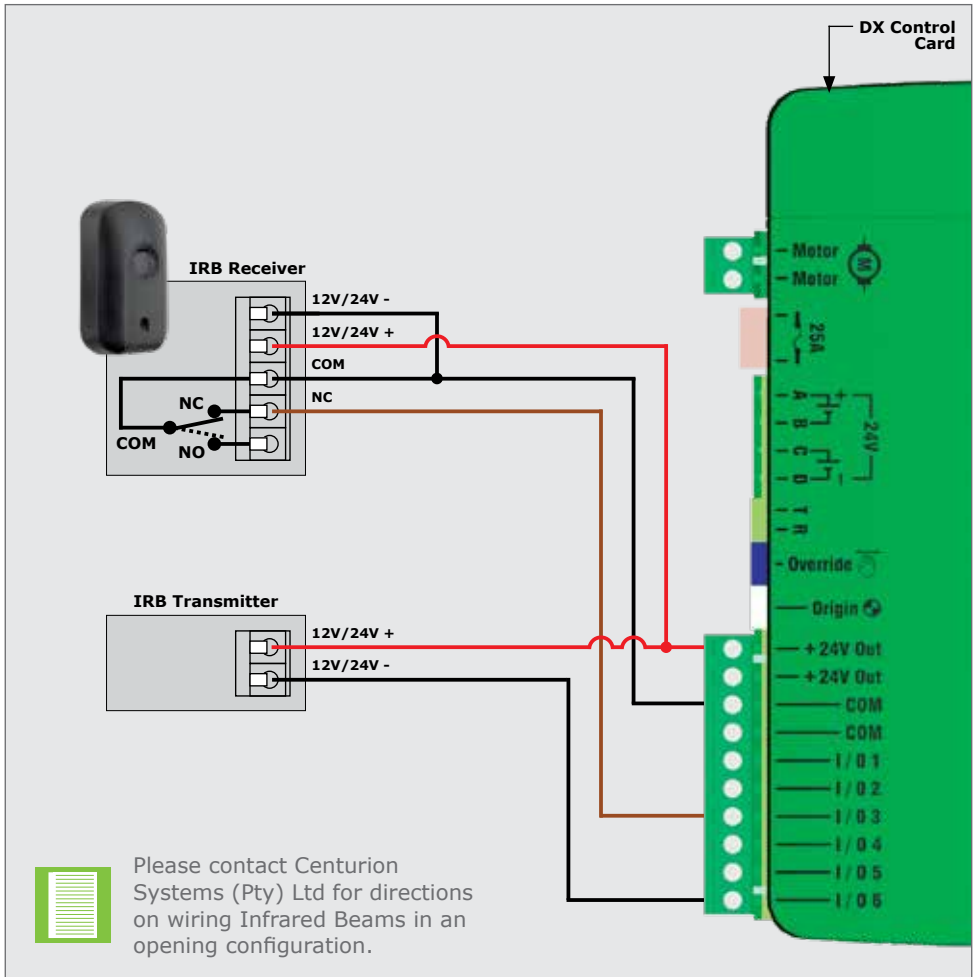 DX Control
Card
IRB Receiver
12V/24V -
12V/24V +
COM
NC
NC
COM
NO
IRB Transmitter
12V/24V +
12V/24V -
Motor
Motor
M
25A
A
B
C
D
+
-
24V
T
R
Override
Origin
+ 24V Out
+ 24V Out
COM
COM
I / O 1
I / O 2
I / O 3
I / O 4
I / O 5
I / O 6
Please contact Centurion
Systems (Pty) Ltd for directions
on wiring Infrared Beams in an
opening configuration.